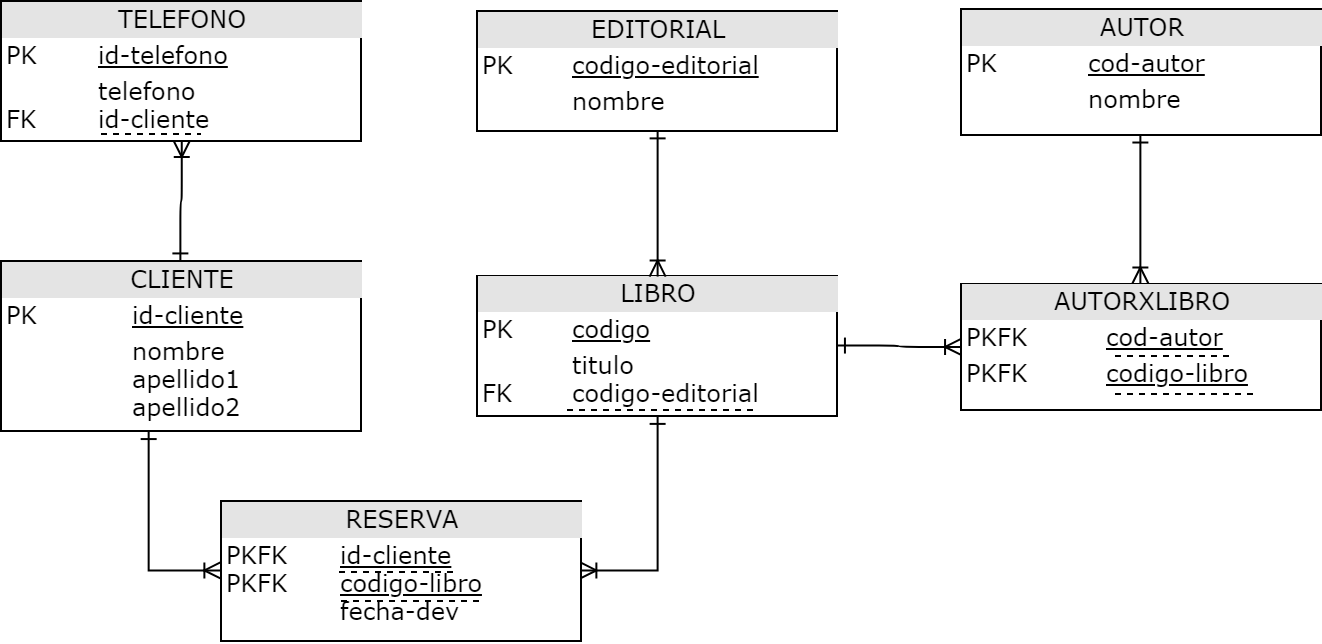 TELEFONO
PK id-telefono
telefono
FK id-cliente
EDITORIAL
PK codigo-editorial
nombre
AUTOR
PK cod-autor
nombre
CLIENTE
PK id-cliente
nombre
apellido1
apellido2
LIBRO
PK codigo
titulo
FK codigo-editorial
AUTORXLIBRO
PKFK cod-autor
PKFK codigo-libro
RESERVA
PKFK id-cliente
PKFK codigo-libro
fecha-dev